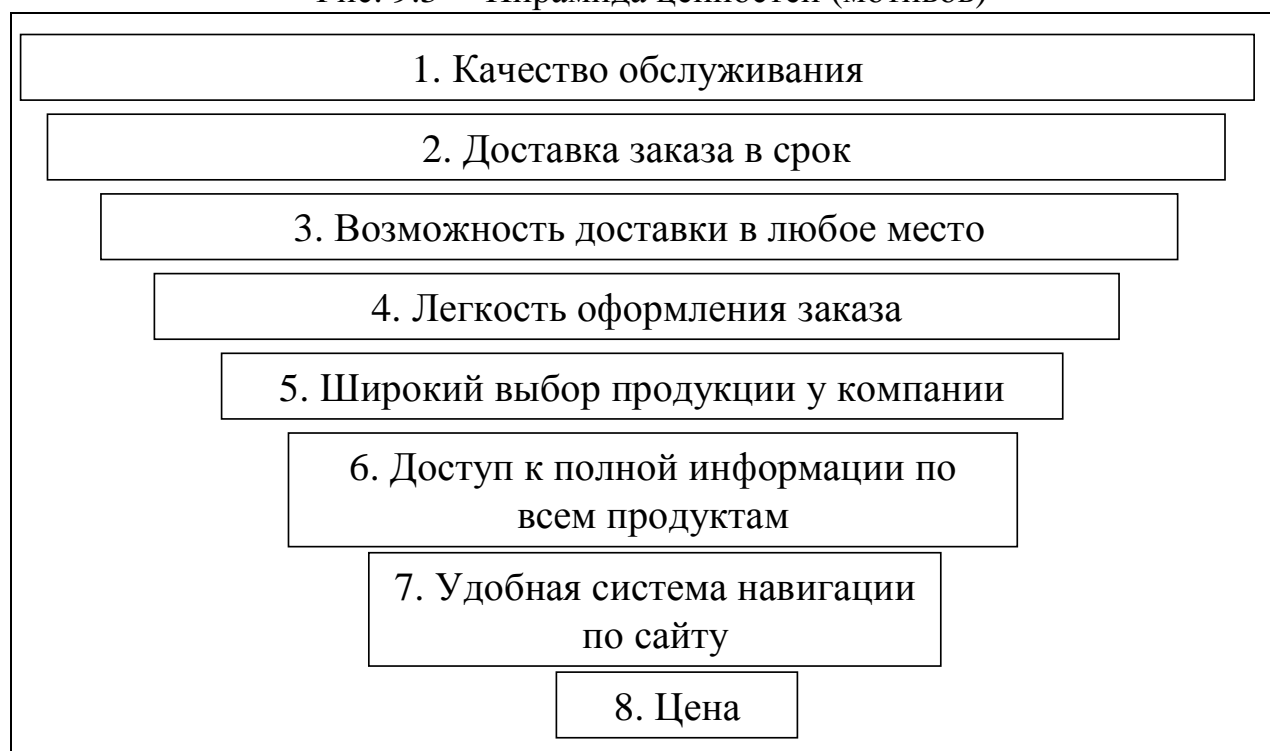 1. Качество обслуживания
2. Доставка заказа в срок
3. Возможность доставки в любое место
4. Легкость оформления заказа
5. Широкий выбор продукции у компании
6. Доступ к полной информации по
всем продуктам
7. Удобная система навигации
по сайту
8. Цена